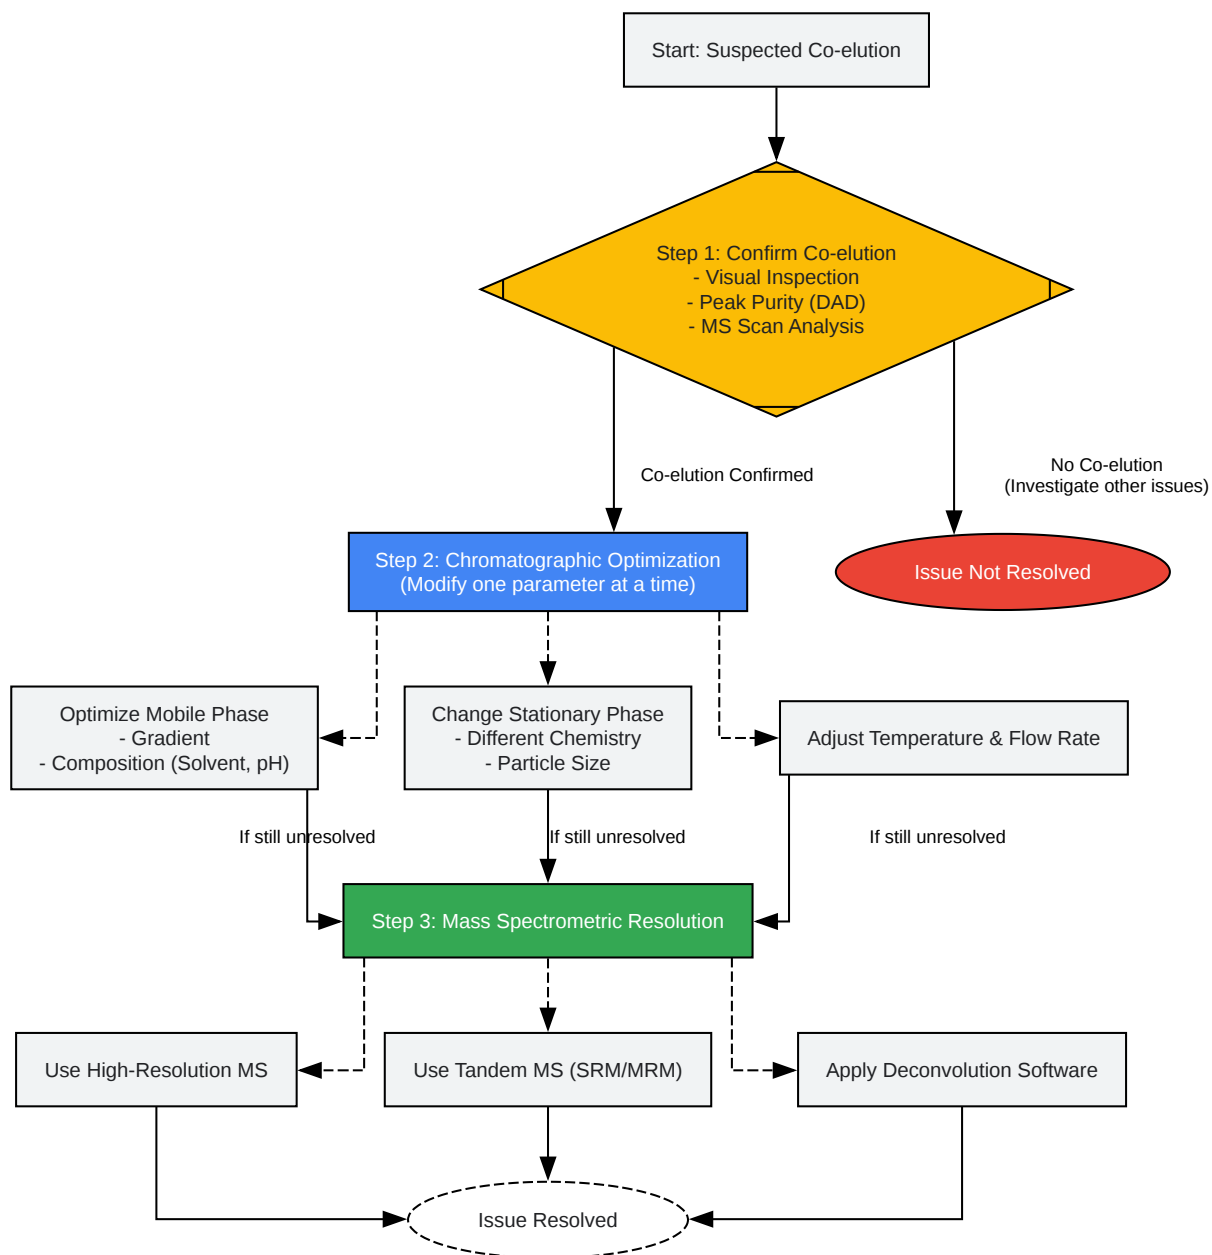 Start: Suspected Co-elution
Step 1: Confirm Co-elution
- Visual Inspection
- Peak Purity (DAD)
- MS Scan Analysis
Co-elution Confirmed
No Co-elution
(Investigate other issues)
Step 2: Chromatographic Optimization
(Modify one parameter at a time)
Issue Not Resolved
Optimize Mobile Phase
- Gradient
- Composition (Solvent, pH)
Change Stationary Phase
- Different Chemistry
- Particle Size
Adjust Temperature & Flow Rate
If still unresolved
If still unresolved
If still unresolved
Step 3: Mass Spectrometric Resolution
Use High-Resolution MS
Use Tandem MS (SRM/MRM)
Apply Deconvolution Software
Issue Resolved